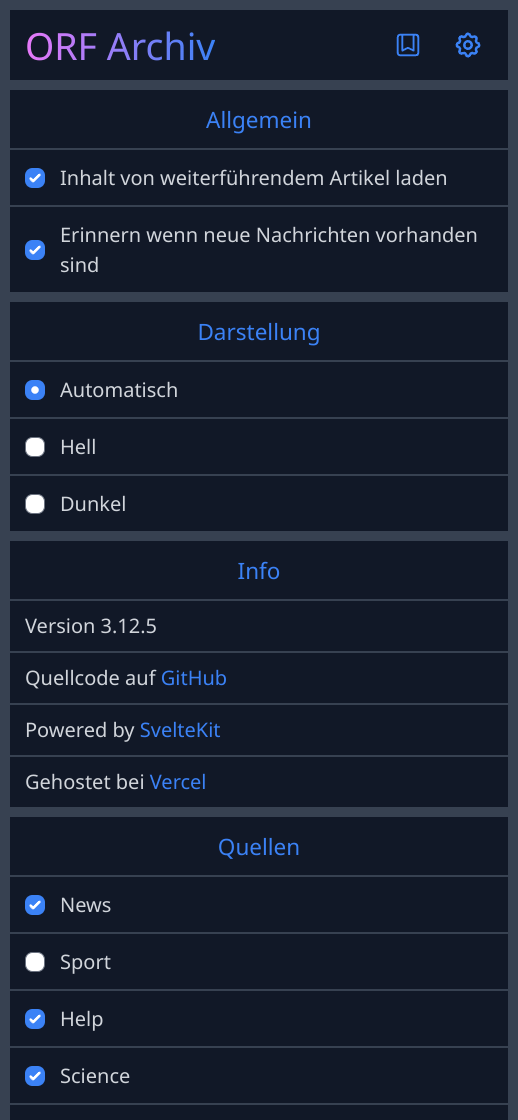 ORF Archiv
Allgemein
Inhalt von weiterführendem Artikel laden
Erinnern wenn neue Nachrichten vorhanden
sind
Darstellung
Automatisch
Hell
Dunkel
Info
Version 3.12.5
Quellcode auf GitHub
Powered by SvelteKit
Gehostet bei Vercel
Quellen
News
Sport
Help
Science